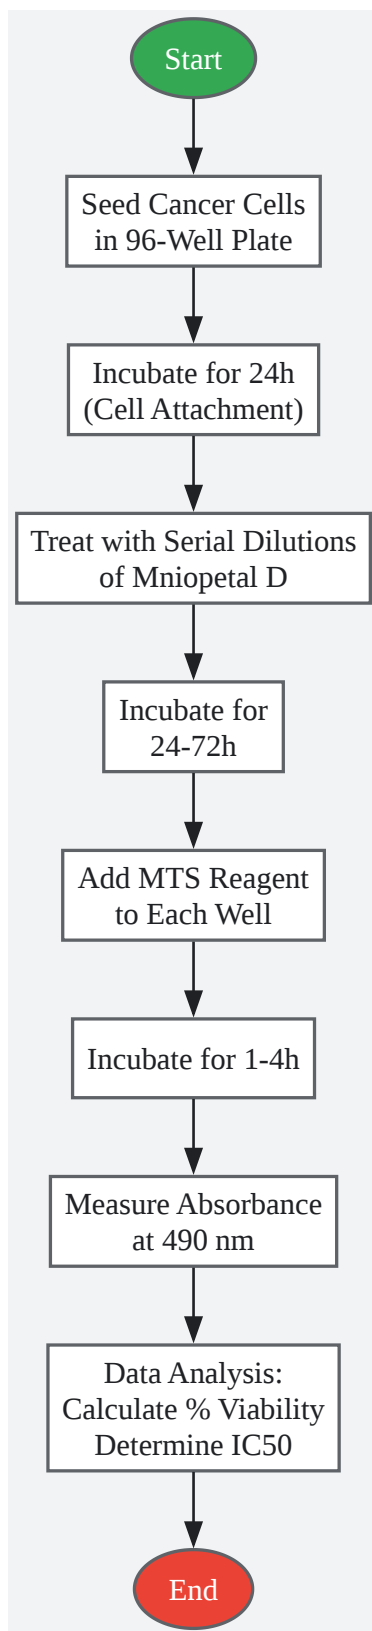 Start
Seed Cancer Cells
in 96-Well Plate
Incubate for 24h
(Cell Attachment)
Treat with Serial Dilutions
of Mniopetal D
Incubate for
24-72h
Add MTS Reagent
to Each Well
Incubate for 1-4h
Measure Absorbance
at 490 nm
Data Analysis:
Calculate % Viability
Determine IC50
End